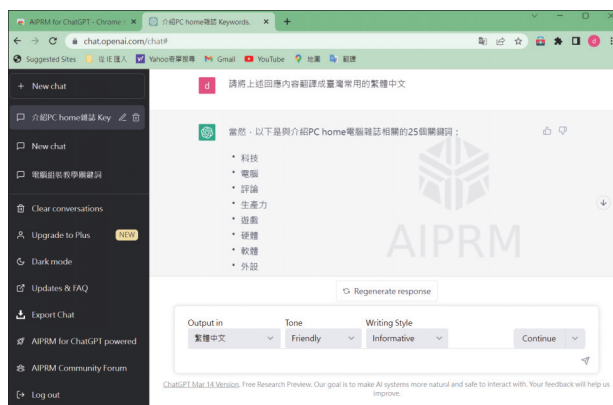 AIPRM for ChatGPT - Chrome
介紹PC home雜誌 Keywords.
chat.openai.com/chat#
Suggested Sites
從 IE 匯入
Yahoo奇摩搜尋
Gmail
YouTube
地圖
翻譯
New chat
介紹PC home雜誌 Key
New chat
電腦組裝教學關鍵詞
Clear conversations
Upgrade to Plus
NEW
Dark mode
Updates & FAQ
Export Chat
AIPRM for ChatGPT powered
AIPRM Community Forum
Log out
d
請將上述回應內容翻譯成臺灣常用的繁體中文
當然，以下是與介紹PC home電腦雜誌相關的25個關鍵詞：
• 科技
• 電腦
• 評論
• 生產力
• 遊戲
• 硬體
• 軟體
• 外設
AIPRM
Regenerate response
Output in
Tone
Writing Style
繁體中文
Friendly
Informative
Continue
ChatGPT Mar 14 Version. Free Research Preview. Our goal is to make AI systems more natural and safe to interact with. Your feedback will help us
improve.